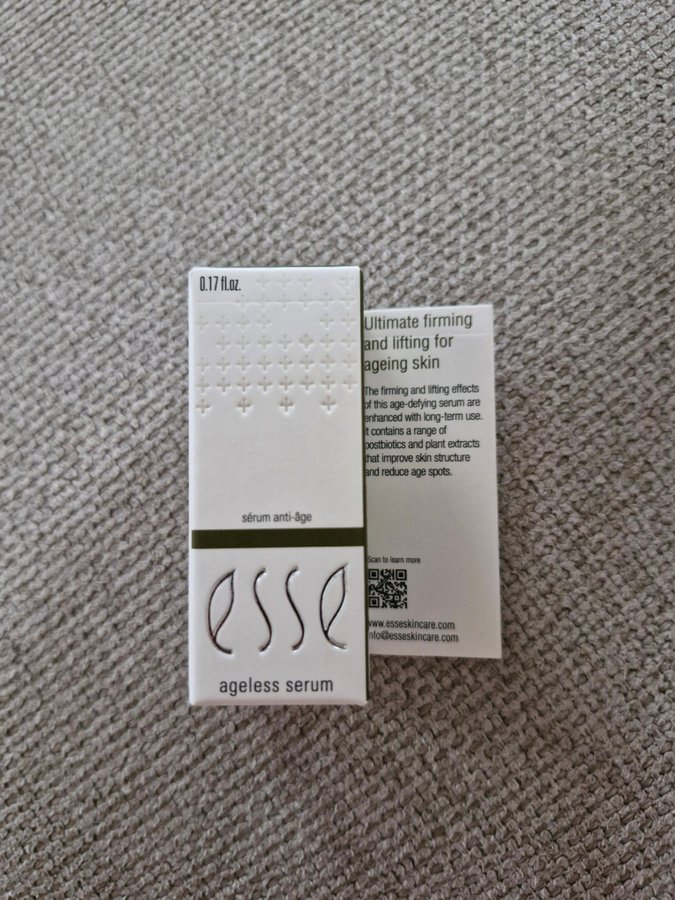 0.17 fl.oz.
sérum anti-âge
esse
ageless serum
Ultimate firming
and lifting for
ageing skin
The firming and lifting effects
of this age-defying serum are
enhanced with long-term use.
It contains a range of
postbiotics and plant extracts
that improve skin structure
and reduce age spots.
Scan to learn more
www.esseskincare.com
info@esseskincare.com